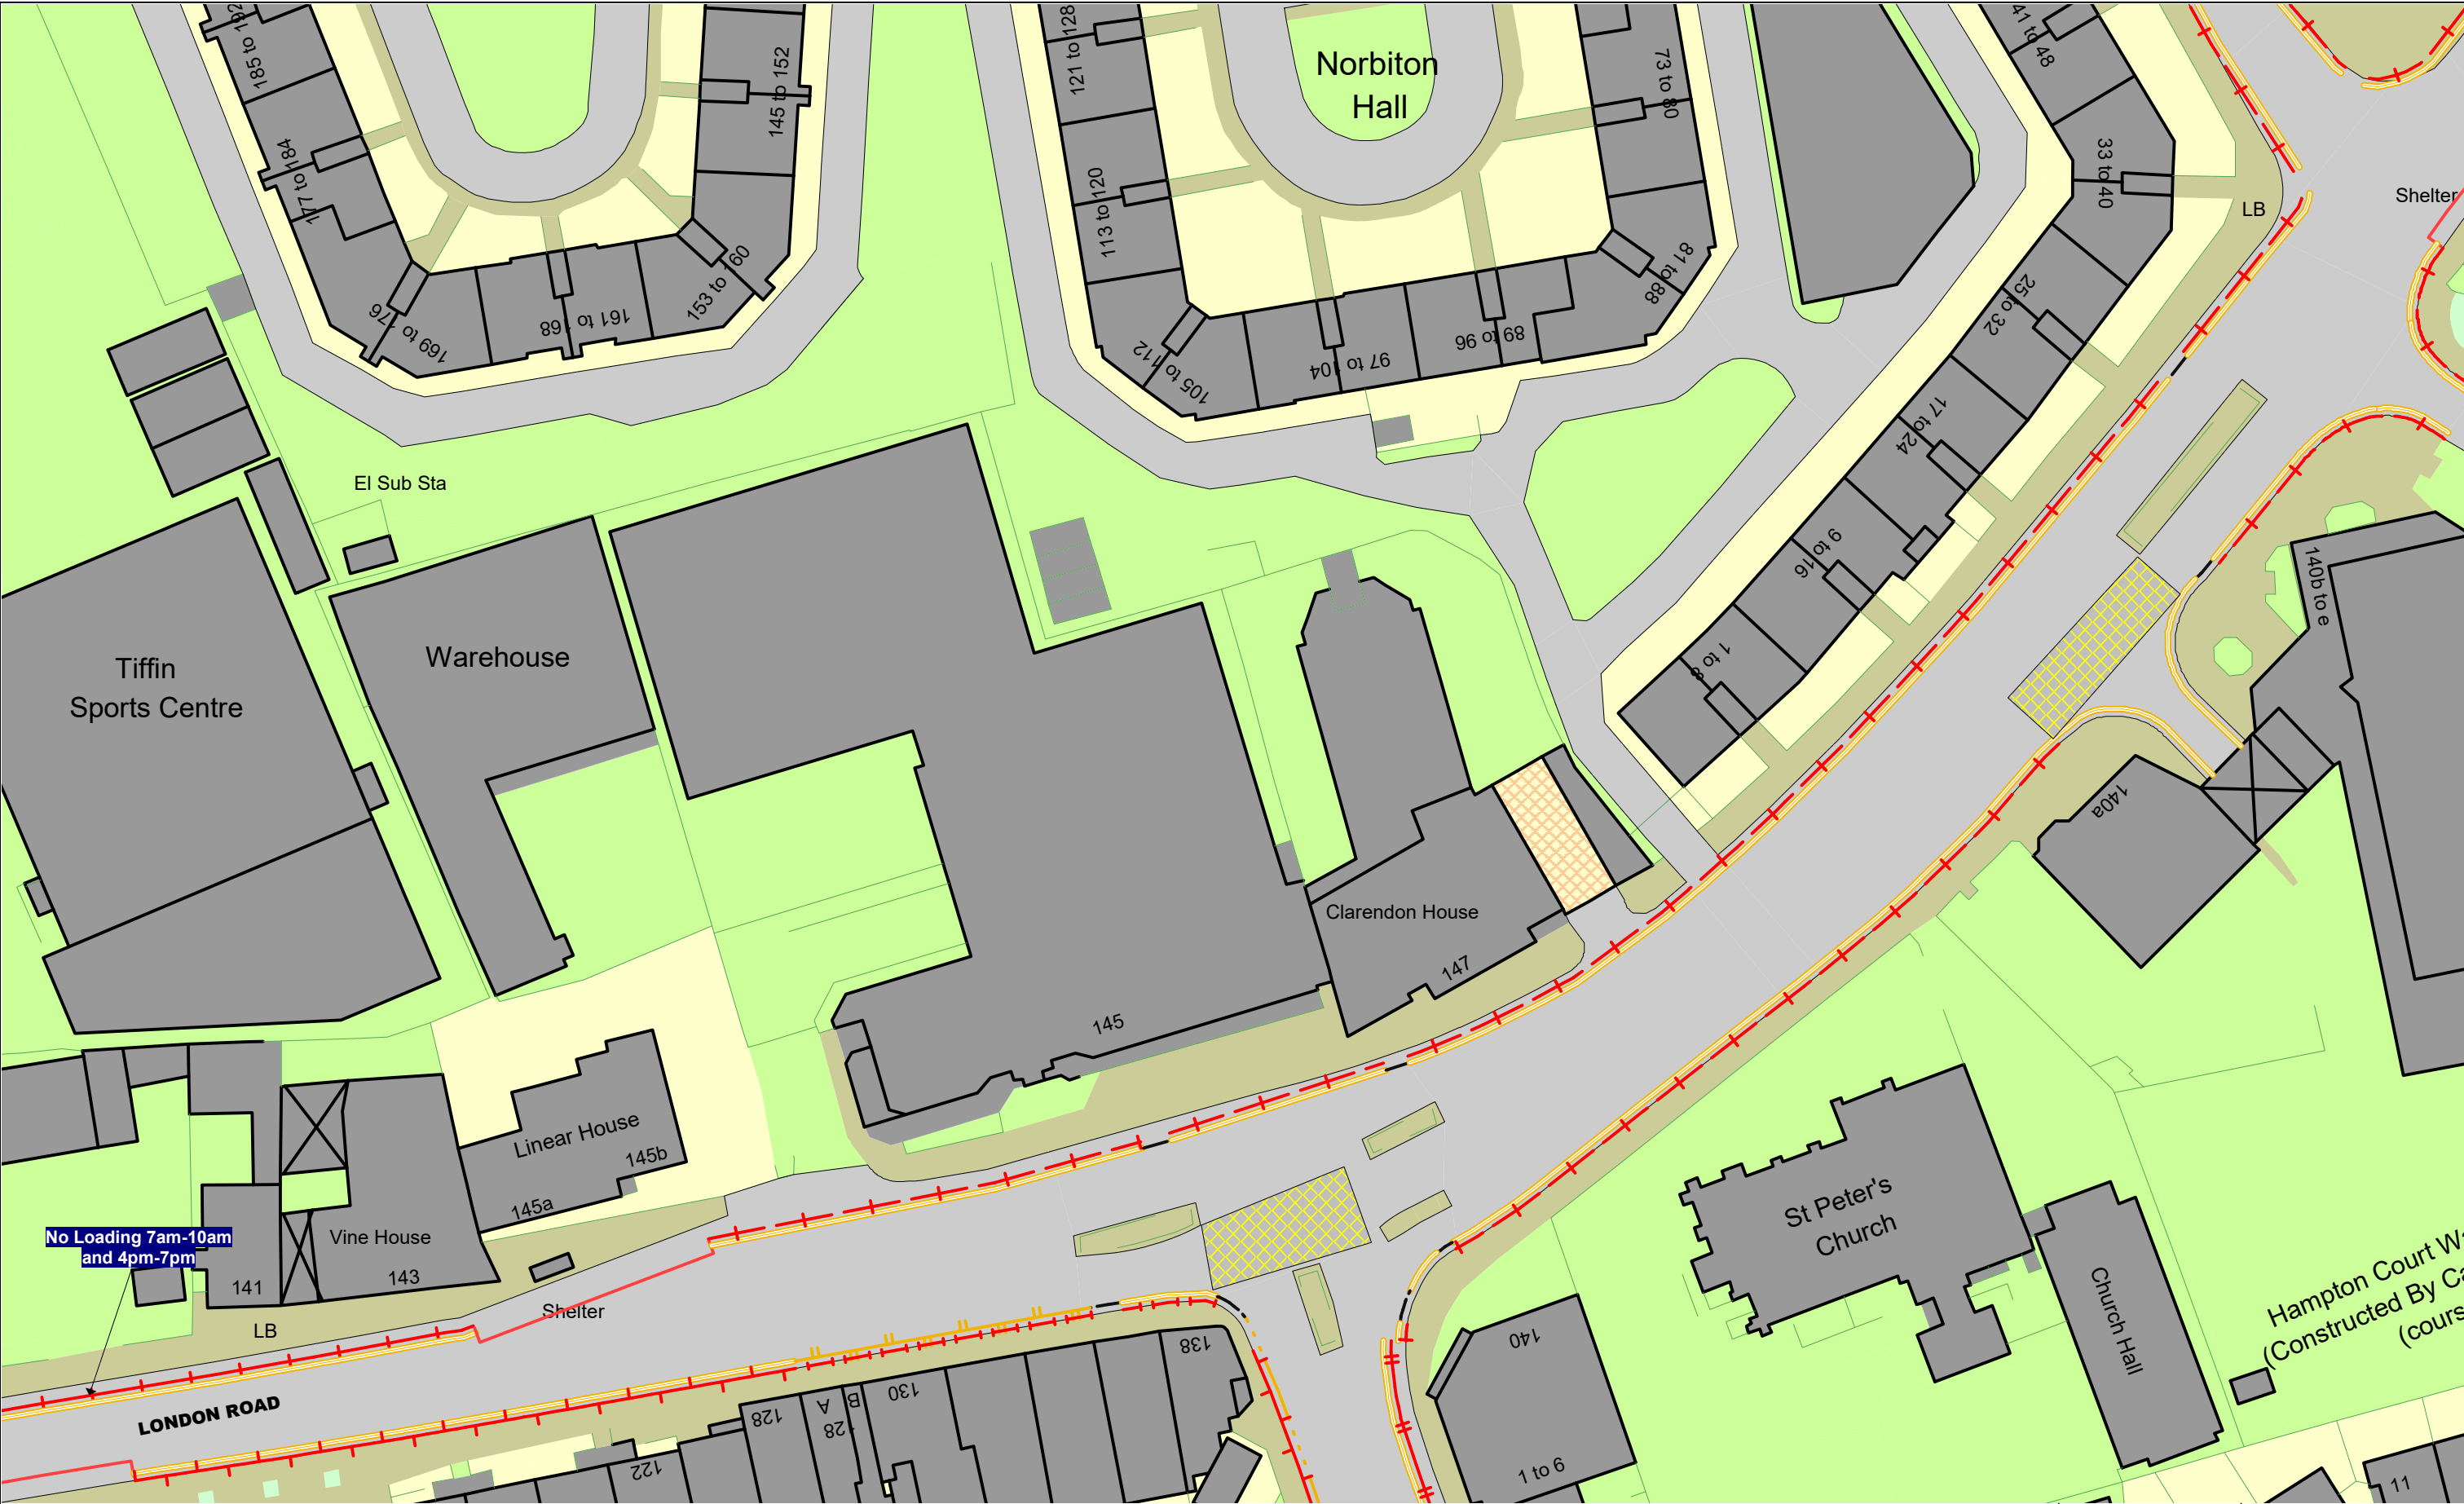 185 to 192
145 to 152
121 to 128
Norbiton
Hall
73 to 80
41 to 48
177 to 184
113 to 120
33 to 40
LB
Shelter
153 to 160
161 to 168
169 to 176
81 to 88
25 to 32
105 to 112
97 to 104
89 to 96
17 to 24
El Sub Sta
9 to 16
140b to e
Warehouse
Tiffin
Sports Centre
1 to 8
140a
Clarendon House
147
145
Linear House
145b
145a
St Peter's
Church
No Loading 7am-10am
and 4pm-7pm
Vine House
141
143
LB
Shelter
Church Hall
Hampton Court
(Constructed By
(cours
LONDON ROAD
138
140
130
128
A
B
128
122
1 to 6
11